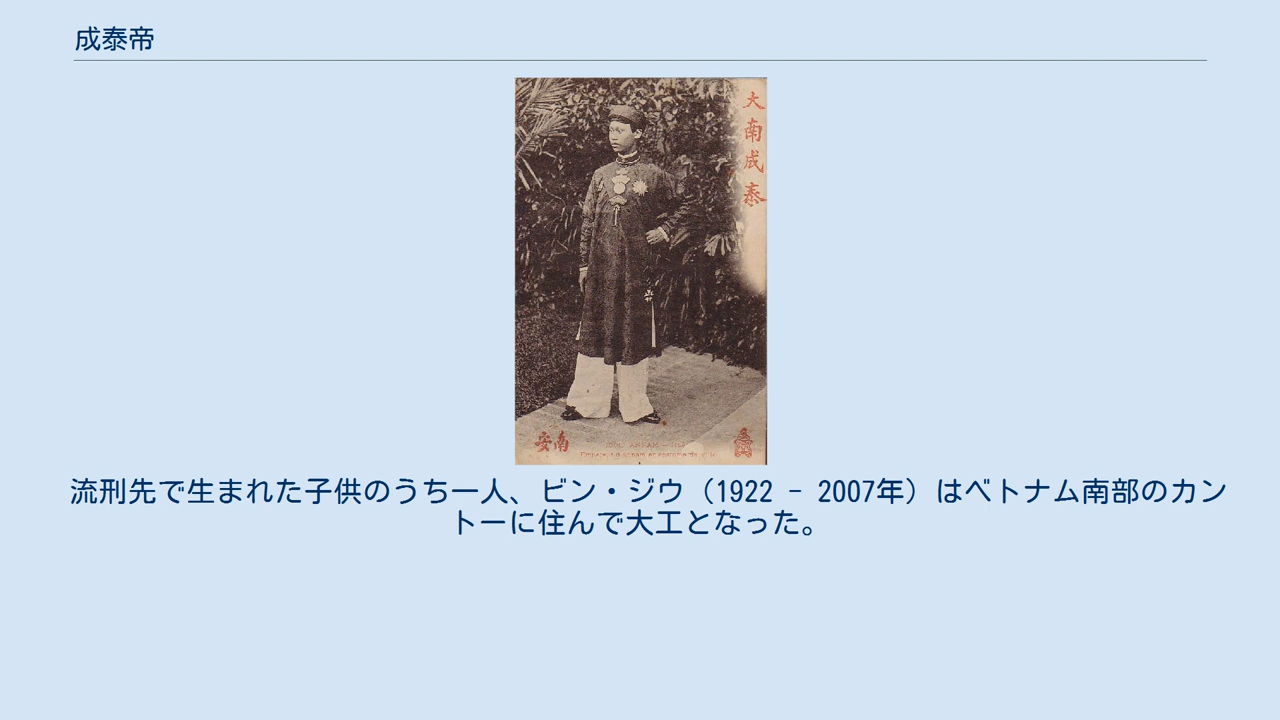 成泰帝
大南成泰
安南
流刑先で生まれた子供のうち一人、ビン・ジウ（1922 - 2007年）はベトナム南部のカン
トーに住んで大工となった。